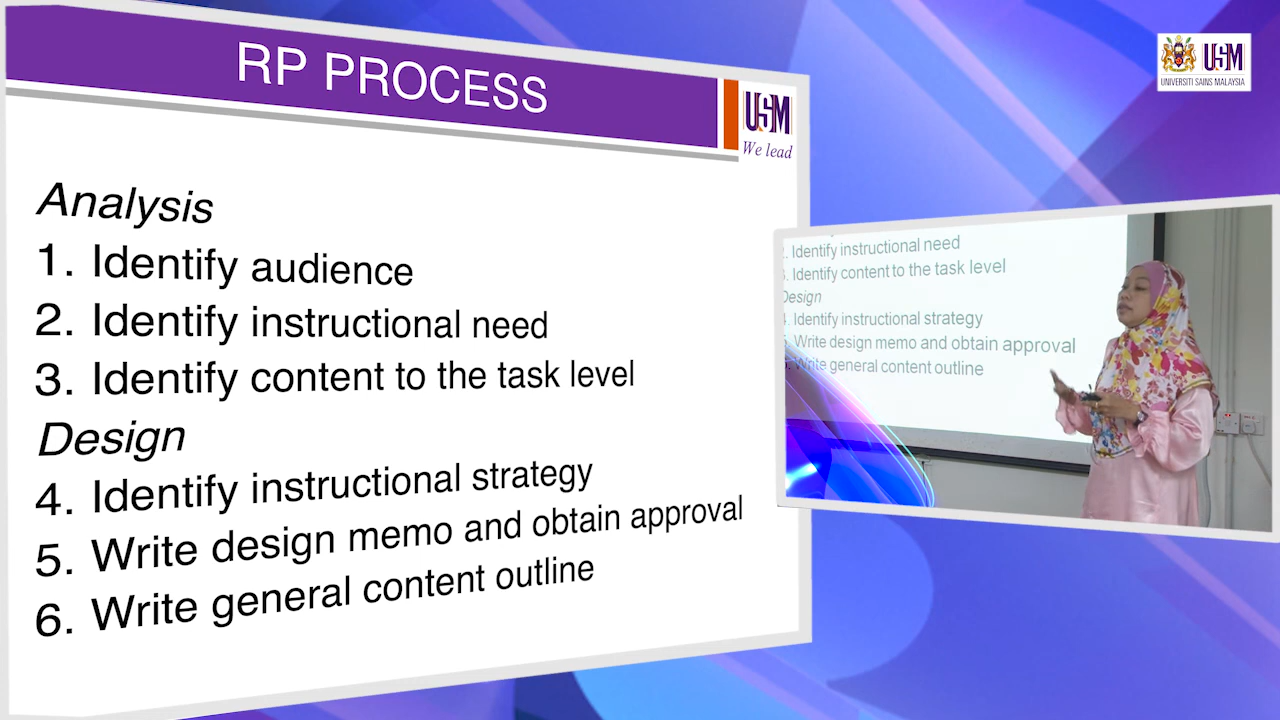 RP PROCESS
USM
We lead
Analysis
1. Identify audience
2. Identify instructional need
3. Identify content to the task level
Design
4. Identify instructional strategy
5. Write design memo and obtain approval
6. Write general content outline
USM
UNIVERSITI SAINS MALAYSIA
Identify instructional need
Identify content to the task level
Design
Identify instructional strategy
Write design memo and obtain approval
Write general content outline